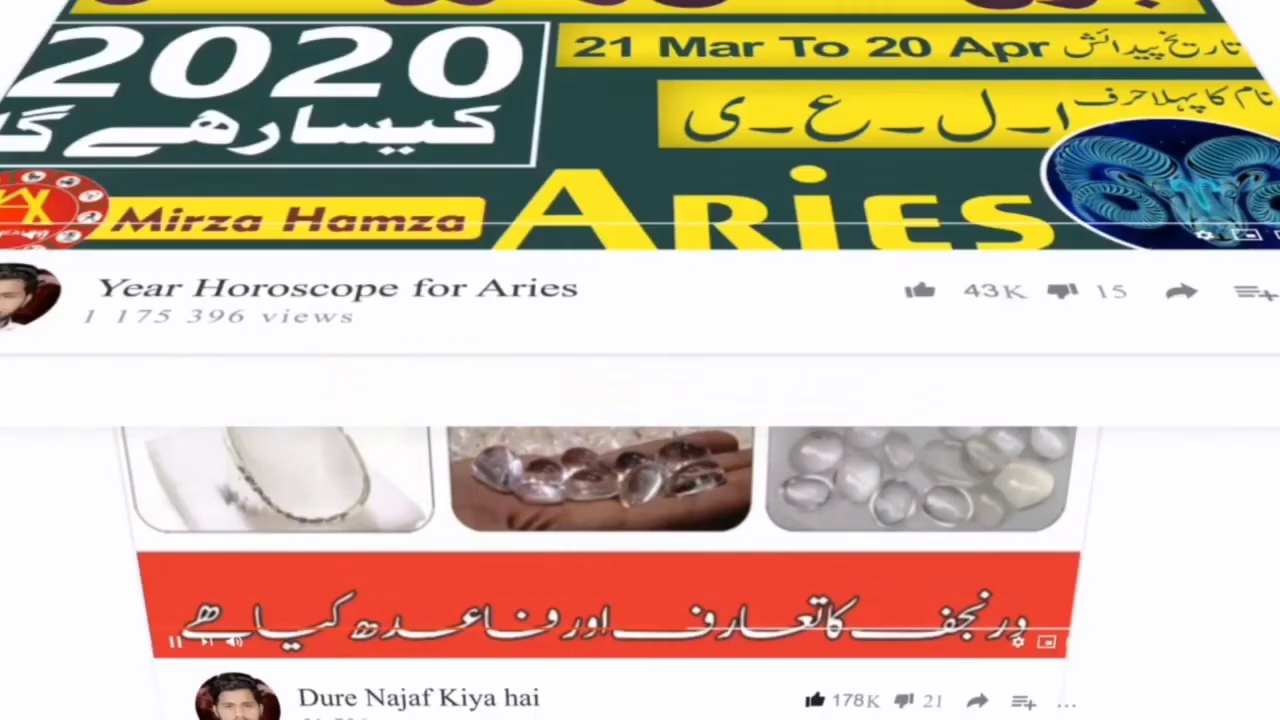 2020
کیسا رہے گا
21 Mar To 20 Apr تاریخ پیدائش
نام کا پہلا حرف ا-ل-ع-ی
Mirza Hamza
ARIES
Year Horoscope for Aries
1 175 396 views
43K
15
در نجف کا تعارف اور فاعدہ کیا ھے
Dure Najaf Kiya hai
178K
21
...